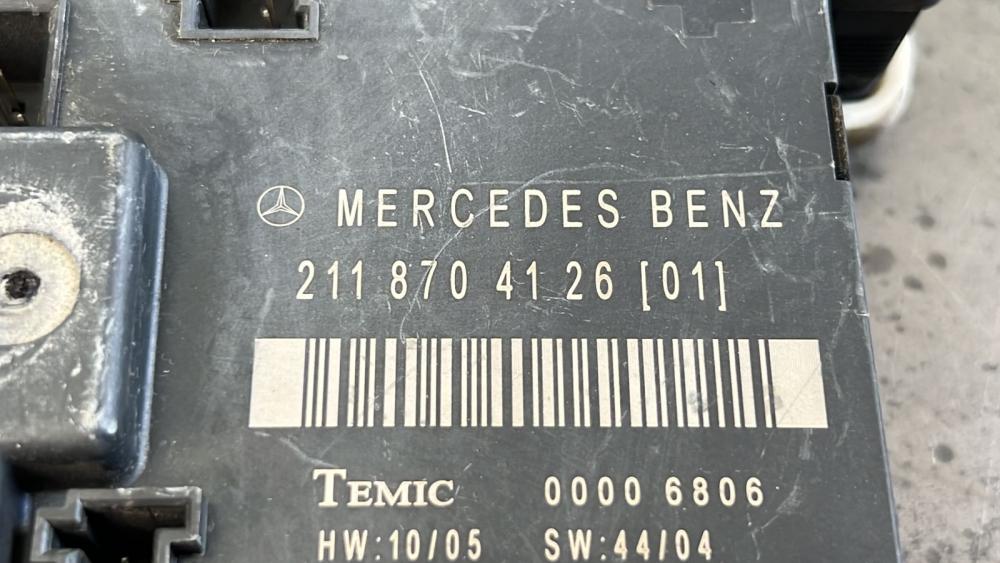 MERCEDES BENZ
211 870 41 26 [01]
TEMIC 0000 6806
HW:10/05 SW:44/04